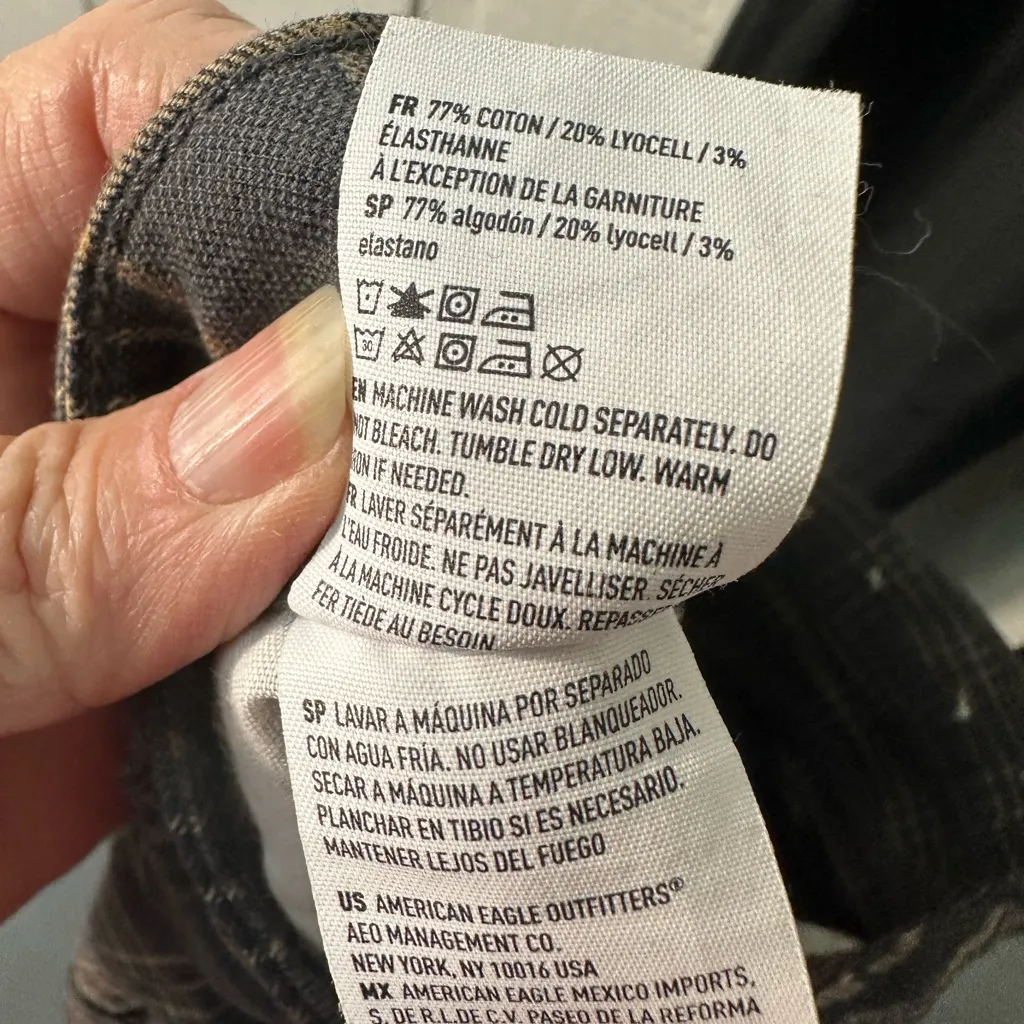 FR 77% COTON / 20% LYOCELL / 3%
ÉLASTHANNE
À L'EXCEPTION DE LA GARNITURE
SP 77% algodón / 20% lyocell / 3%
elastano
30
EN MACHINE WASH COLD SEPARATELY. DO
NOT BLEACH. TUMBLE DRY LOW. WARM
IRON IF NEEDED.
FR LAVER SÉPARÉMENT À LA MACHINE À
L'EAU FROIDE. NE PAS JAVELLISER. SÉCHER
À LA MACHINE CYCLE DOUX. REPASSER
FER TIÈDE AU BESOIN
SP LAVAR A MÁQUINA POR SEPARADO
CON AGUA FRÍA. NO USAR BLANQUEADOR.
SECAR A MÁQUINA A TEMPERATURA BAJA.
PLANCHAR EN TIBIO SI ES NECESARIO.
MANTENER LEJOS DEL FUEGO
US AMERICAN EAGLE OUTFITTERS®
AEO MANAGEMENT CO.
NEW YORK, NY 10016 USA
MX AMERICAN EAGLE MEXICO IMPORTS,
S. DE R.L.DE C.V. PASEO DE LA REFORMA